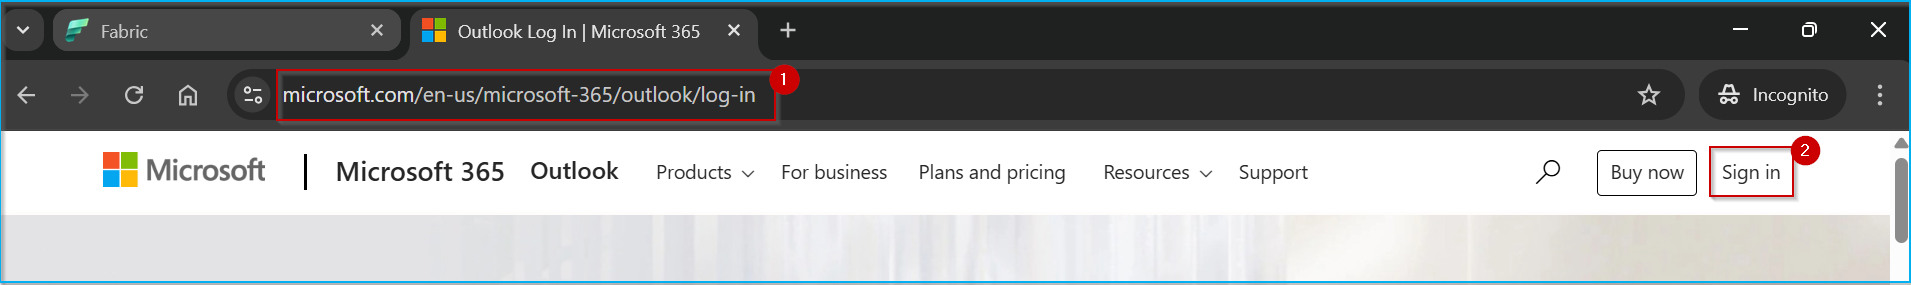 Fabric
Outlook Log In | Microsoft 365
microsoft.com/en-us/microsoft-365/outlook/log-in
1
Incognito
Microsoft
Microsoft 365
Outlook
Products
For business
Plans and pricing
Resources
Support
Buy now
Sign in
2